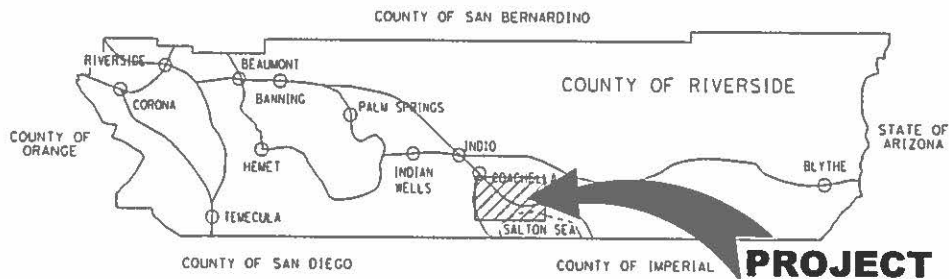 COUNTY OF SAN BERNARDINO
RIVERSIDE
BEAUMONT
COUNTY OF RIVERSIDE
CORONA
BANNING
PALM SPRINGS
COUNTY OF
ORANGE
STATE OF
ARIZONA
HEMET
INDIO
INDIAN
WELLS
COACHELLA
BLYTHE
TEMECULA
SALTON SEA
COUNTY OF SAN DIEGO
COUNTY OF IMPERIAL
PROJECT